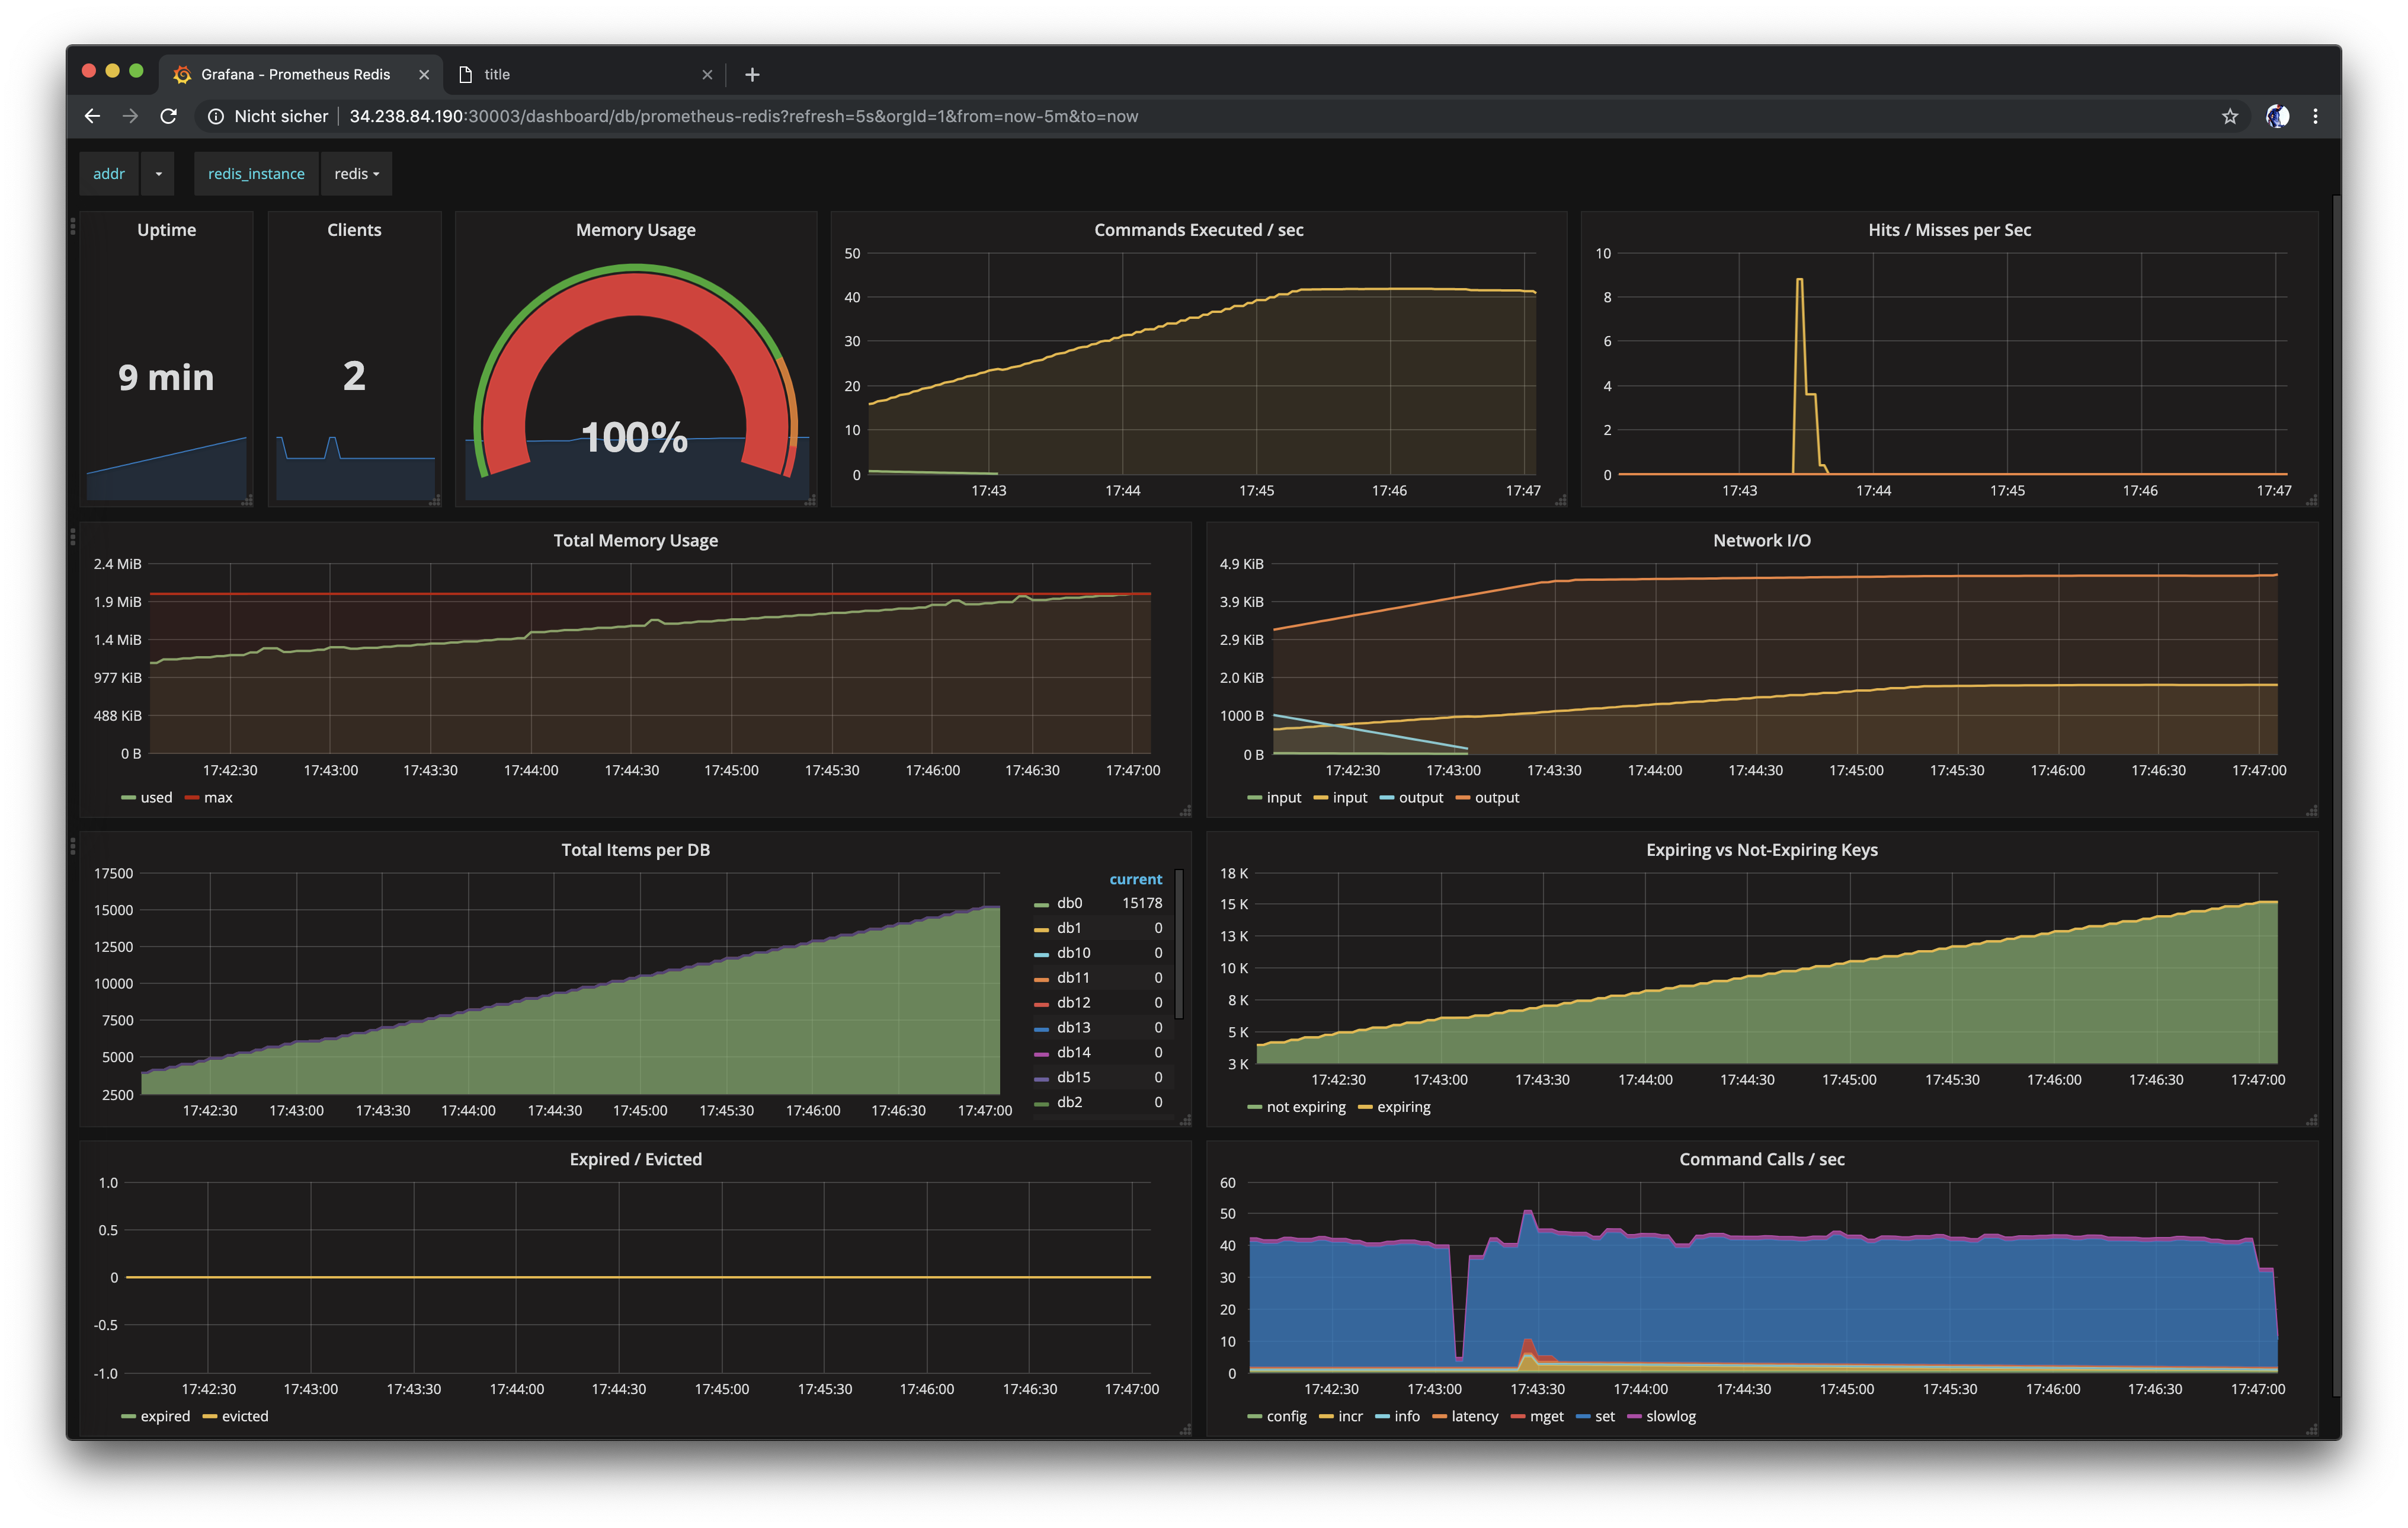 Grafana - Prometheus Redis
title
Nicht sicher 34.238.84.190:30003/dashboard/db/prometheus-redis?refresh=5s&orgId=1&from=now-5m&to=now
addr redis_instance redis
Uptime
9 min
Clients
2
Memory Usage
100%
Commands Executed / sec
50
40
30
20
10
0
17:43 17:44 17:45 17:46 17:47
Hits / Misses per Sec
10
8
6
4
2
0
17:43 17:44 17:45 17:46 17:47
Total Memory Usage
2.4 MiB
1.9 MiB
1.4 MiB
977 KiB
488 KiB
0 B
17:42:30 17:43:00 17:43:30 17:44:00 17:44:30 17:45:00 17:45:30 17:46:00 17:46:30 17:47:00
used max
Network I/O
4.9 KiB
3.9 KiB
2.9 KiB
2.0 KiB
1000 B
0 B
17:42:30 17:43:00 17:43:30 17:44:00 17:44:30 17:45:00 17:45:30 17:46:00 17:46:30 17:47:00
input input output output
Total Items per DB
17500
15000
12500
10000
7500
5000
2500
17:42:30 17:43:00 17:43:30 17:44:00 17:44:30 17:45:00 17:45:30 17:46:00 17:46:30 17:47:00
current
db0 15178
db1 0
db10 0
db11 0
db12 0
db13 0
db14 0
db15 0
db2 0
Expiring vs Not-Expiring Keys
18 K
15 K
13 K
10 K
8 K
5 K
3 K
17:42:30 17:43:00 17:43:30 17:44:00 17:44:30 17:45:00 17:45:30 17:46:00 17:46:30 17:47:00
not expiring expiring
Expired / Evicted
1.0
0.5
0
-0.5
-1.0
17:42:30 17:43:00 17:43:30 17:44:00 17:44:30 17:45:00 17:45:30 17:46:00 17:46:30 17:47:00
expired evicted
Command Calls / sec
60
50
40
30
20
10
0
17:42:30 17:43:00 17:43:30 17:44:00 17:44:30 17:45:00 17:45:30 17:46:00 17:46:30 17:47:00
config incr info latency mget set slowlog